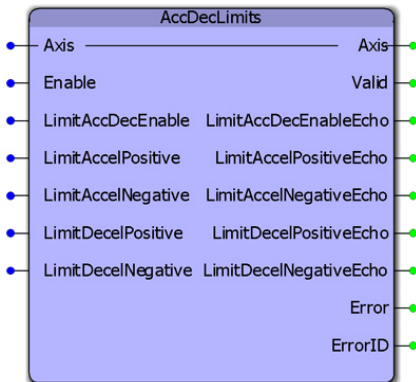 AccDecLimits
Axis Axis
Enable Valid
LimitAccDecEnable LimitAccDecEnableEcho
LimitAccelPositive LimitAccelPositiveEcho
LimitAccelNegative LimitAccelNegativeEcho
LimitDecelPositive LimitDecelPositiveEcho
LimitDecelNegative LimitDecelNegativeEcho
Error
ErrorID